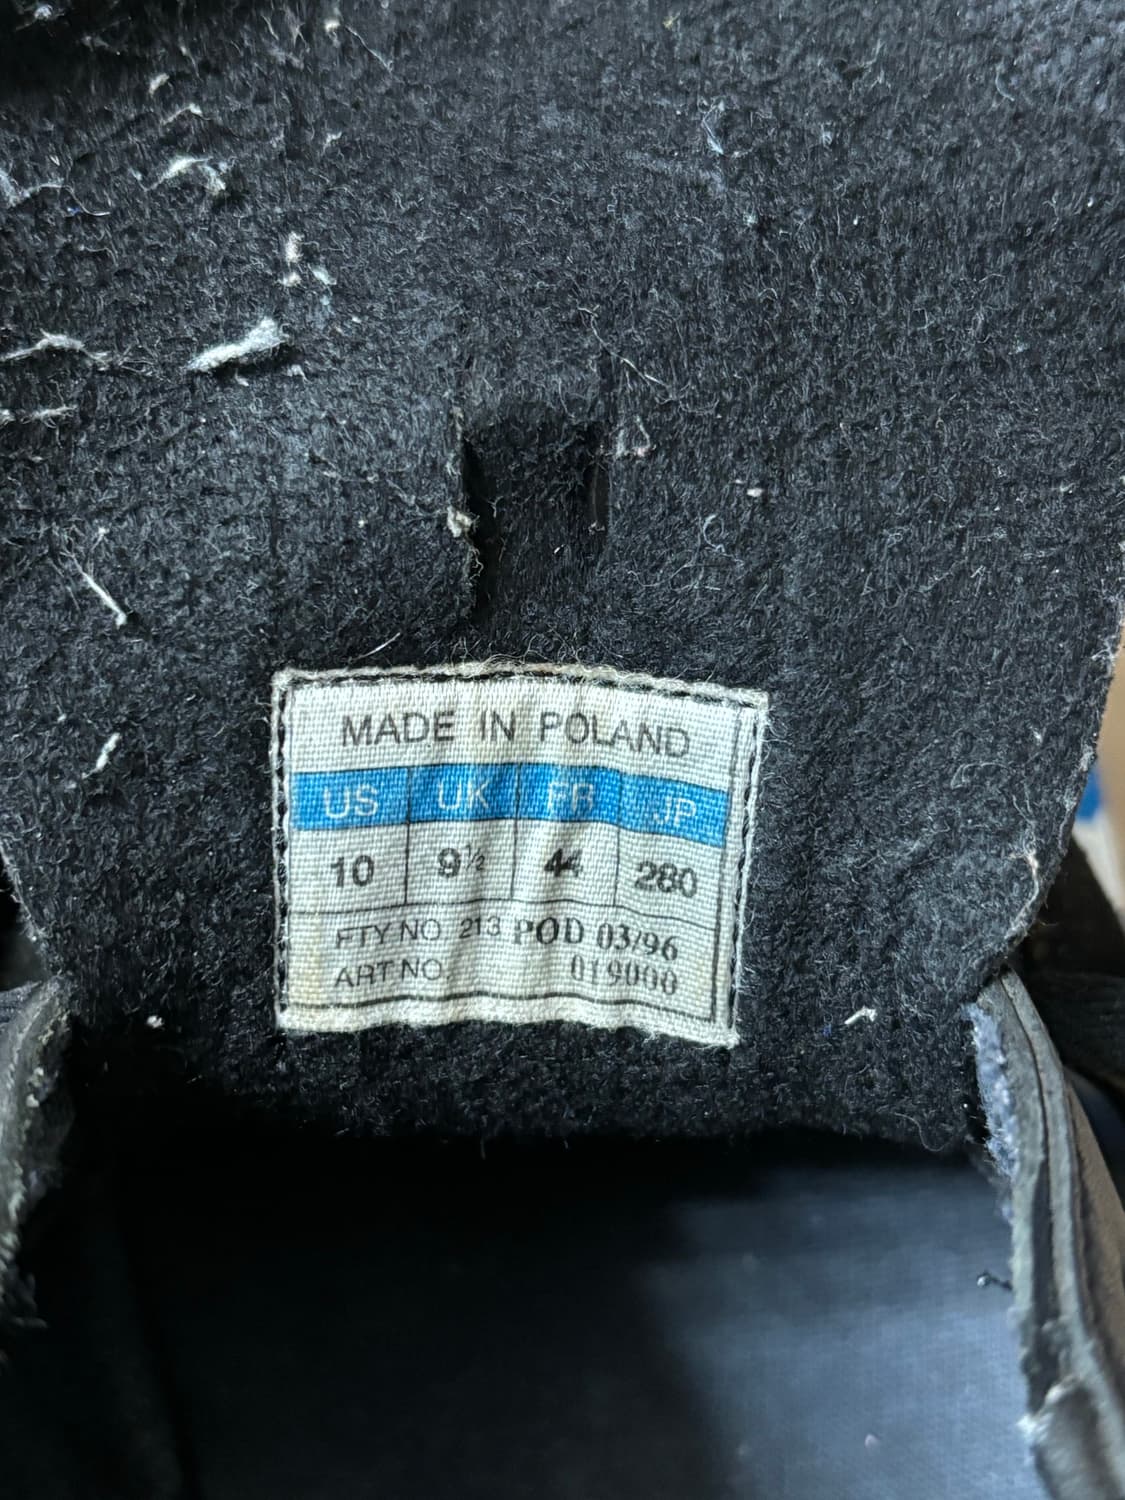 MADE IN POLAND
US UK FR JP
10 9½ 44 280
FTY NO 213 POD 03/96
ART NO. 019000